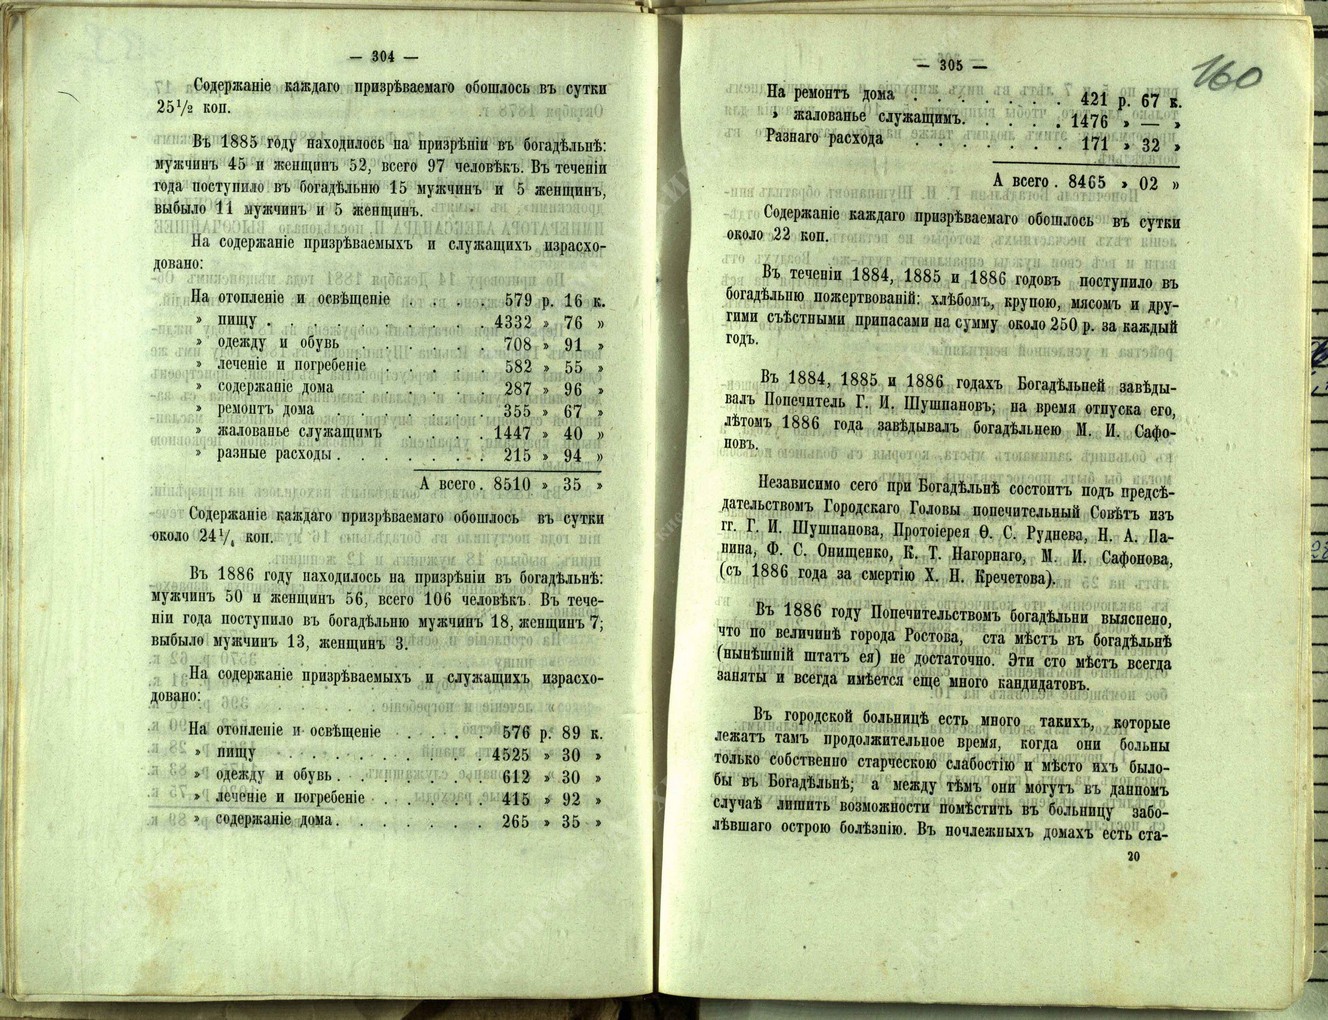 — 304 —
Содержаніе каждаго призрѣваемаго обошлось въ сутки
25½ коп.
Въ 1885 году находилось на призрѣніи въ богадѣльнѣ:
мужчинъ 45 и женщинъ 52, всего 97 человѣкъ. Въ теченіи
года поступило въ богадѣльню 15 мужчинъ и 5 женщинъ,
выбыло 11 мужчинъ и 5 женщинъ.
На содержаніе призрѣваемыхъ и служащихъ израсхо-
довано:
На отопленіе и освѣщеніе . . . . 579 р. 16 к.
» пищу . . . . . . . . . . 4332 » 76 »
» одежду и обувь . . . . . . 708 » 91 »
» леченіе и погребеніе . . . . . 582 » 55 »
» содержаніе дома . . . . . . 287 » 96 »
» ремонтъ дома . . . . . . . 355 » 67 »
» жалованье служащимъ . . . . 1447 » 40 »
» разные расходы . . . . . . . 215 » 94 »
А всего . 8510 » 35 »
Содержаніе каждаго призрѣваемаго обошлось въ сутки
около 24¼ коп.
Въ 1886 году находилось на призрѣніи въ богадѣльнѣ:
мужчинъ 50 и женщинъ 56, всего 106 человѣкъ. Въ тече-
ніи года поступило въ богадѣльню мужчинъ 18, женщинъ 7;
выбыло мужчинъ 13, женщинъ 3.
На содержаніе призрѣваемыхъ и служащихъ израсхо-
довано:
На отопленіе и освѣщеніе . . . . 576 р. 89 к.
» пищу . . . . . . . . . . 4525 » 30 »
» одежду и обувь . . . . . . . 612 » 30 »
» леченіе и погребеніе . . . . . 415 » 92 »
» содержаніе дома . . . . . . . 265 » 35 »
— 305 —
160
На ремонтъ дома . . . . . . . . 421 р. 67 к.
» жалованье служащимъ . . . . . 1476 » — »
Разнаго расхода . . . . . . . . 171 » 32 »
А всего . 8465 » 02 »
Содержаніе каждаго призрѣваемаго обошлось въ сутки
около 22 коп.
Въ теченіи 1884, 1885 и 1886 годовъ поступило въ
богадѣльню пожертвованій: хлѣбомъ, крупою, мясомъ и дру-
гими съѣстными припасами на сумму около 250 р. за каждый
годъ.
Въ 1884, 1885 и 1886 годахъ Богадѣльней завѣды-
валъ Попечитель Г. И. Шушпановъ; на время отпуска его,
лѣтомъ 1886 года завѣдывалъ богадѣльнею М. И. Сафо-
новъ.
Независимо сего при Богадѣльнѣ состоитъ подъ предсѣ-
дательствомъ Городскаго Головы попечительный Совѣтъ изъ
гг. Г. И. Шушпанова, Протоіерея Ѳ. С. Руднева, Н. А. Па-
нина, Ф. С. Онищенко, К. Т. Нагорнаго, М. И. Сафонова,
(съ 1886 года за смертію Х. Н. Кречетова).
Въ 1886 году Попечительствомъ богадѣльни выяснено,
что по величинѣ города Ростова, ста мѣстъ въ богадѣльнѣ
(нынѣшній штатъ ея) не достаточно. Эти сто мѣстъ всегда
заняты и всегда имѣется еще много кандидатовъ.
Въ городской больницѣ есть много такихъ, которые
лежатъ тамъ продолжительное время, когда они больны
только собственно старческою слабостію и мѣсто ихъ было-
бы въ Богадѣльнѣ; а между тѣмъ они могутъ въ данномъ
случаѣ лишить возможности помѣстить въ больницу забо-
лѣвшаго острою болѣзнію. Въ ночлежныхъ домахъ есть ста-
20